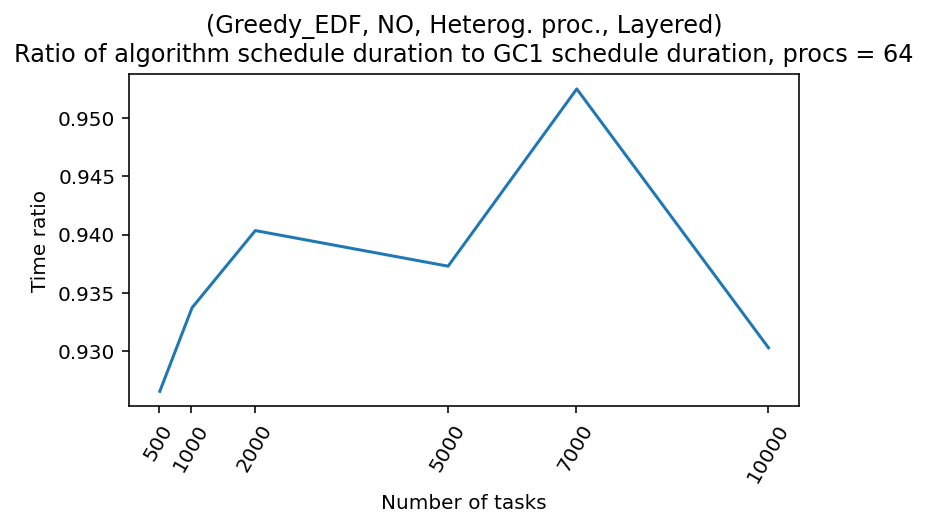 (Greedy_EDF, NO, Heterog. proc., Layered)
Ratio of algorithm schedule duration to GC1 schedule duration, procs = 64
0.950
0.945
0.940
0.935
0.930
Time ratio
500
1000
2000
5000
7000
10000
Number of tasks